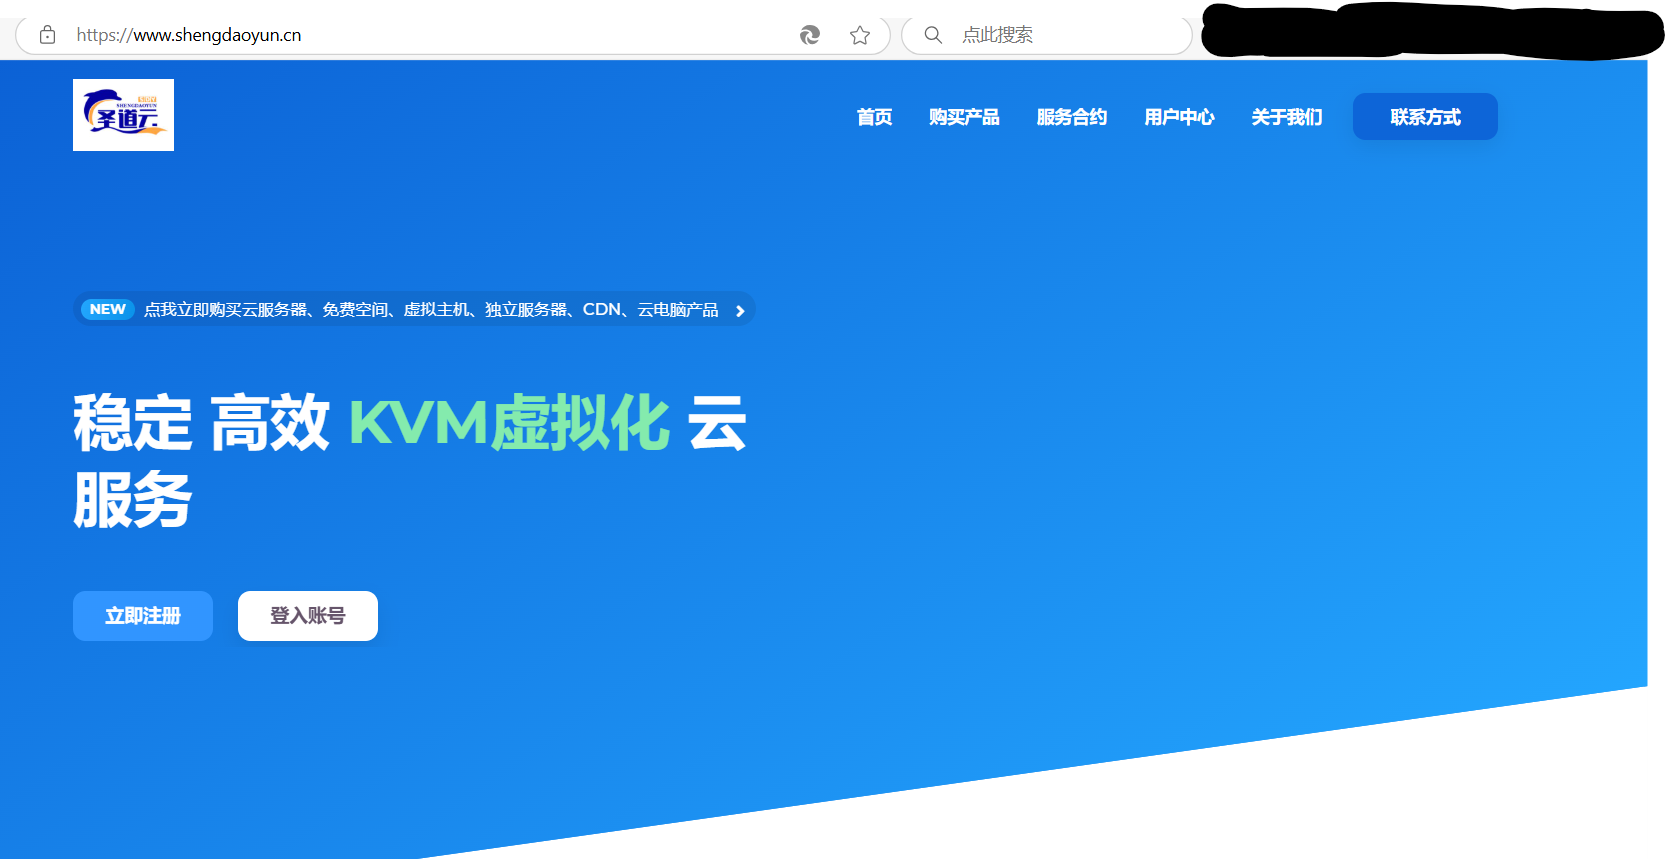 https://www.shengdaoyun.cn
点此搜索
SHENGDAOYUN
圣道云
首页 购买产品 服务合约 用户中心 关于我们 联系方式
NEW 点我立即购买云服务器、免费空间、虚拟主机、独立服务器、CDN、云电脑产品
稳定 高效 KVM虚拟化 云
服务
立即注册 登入账号